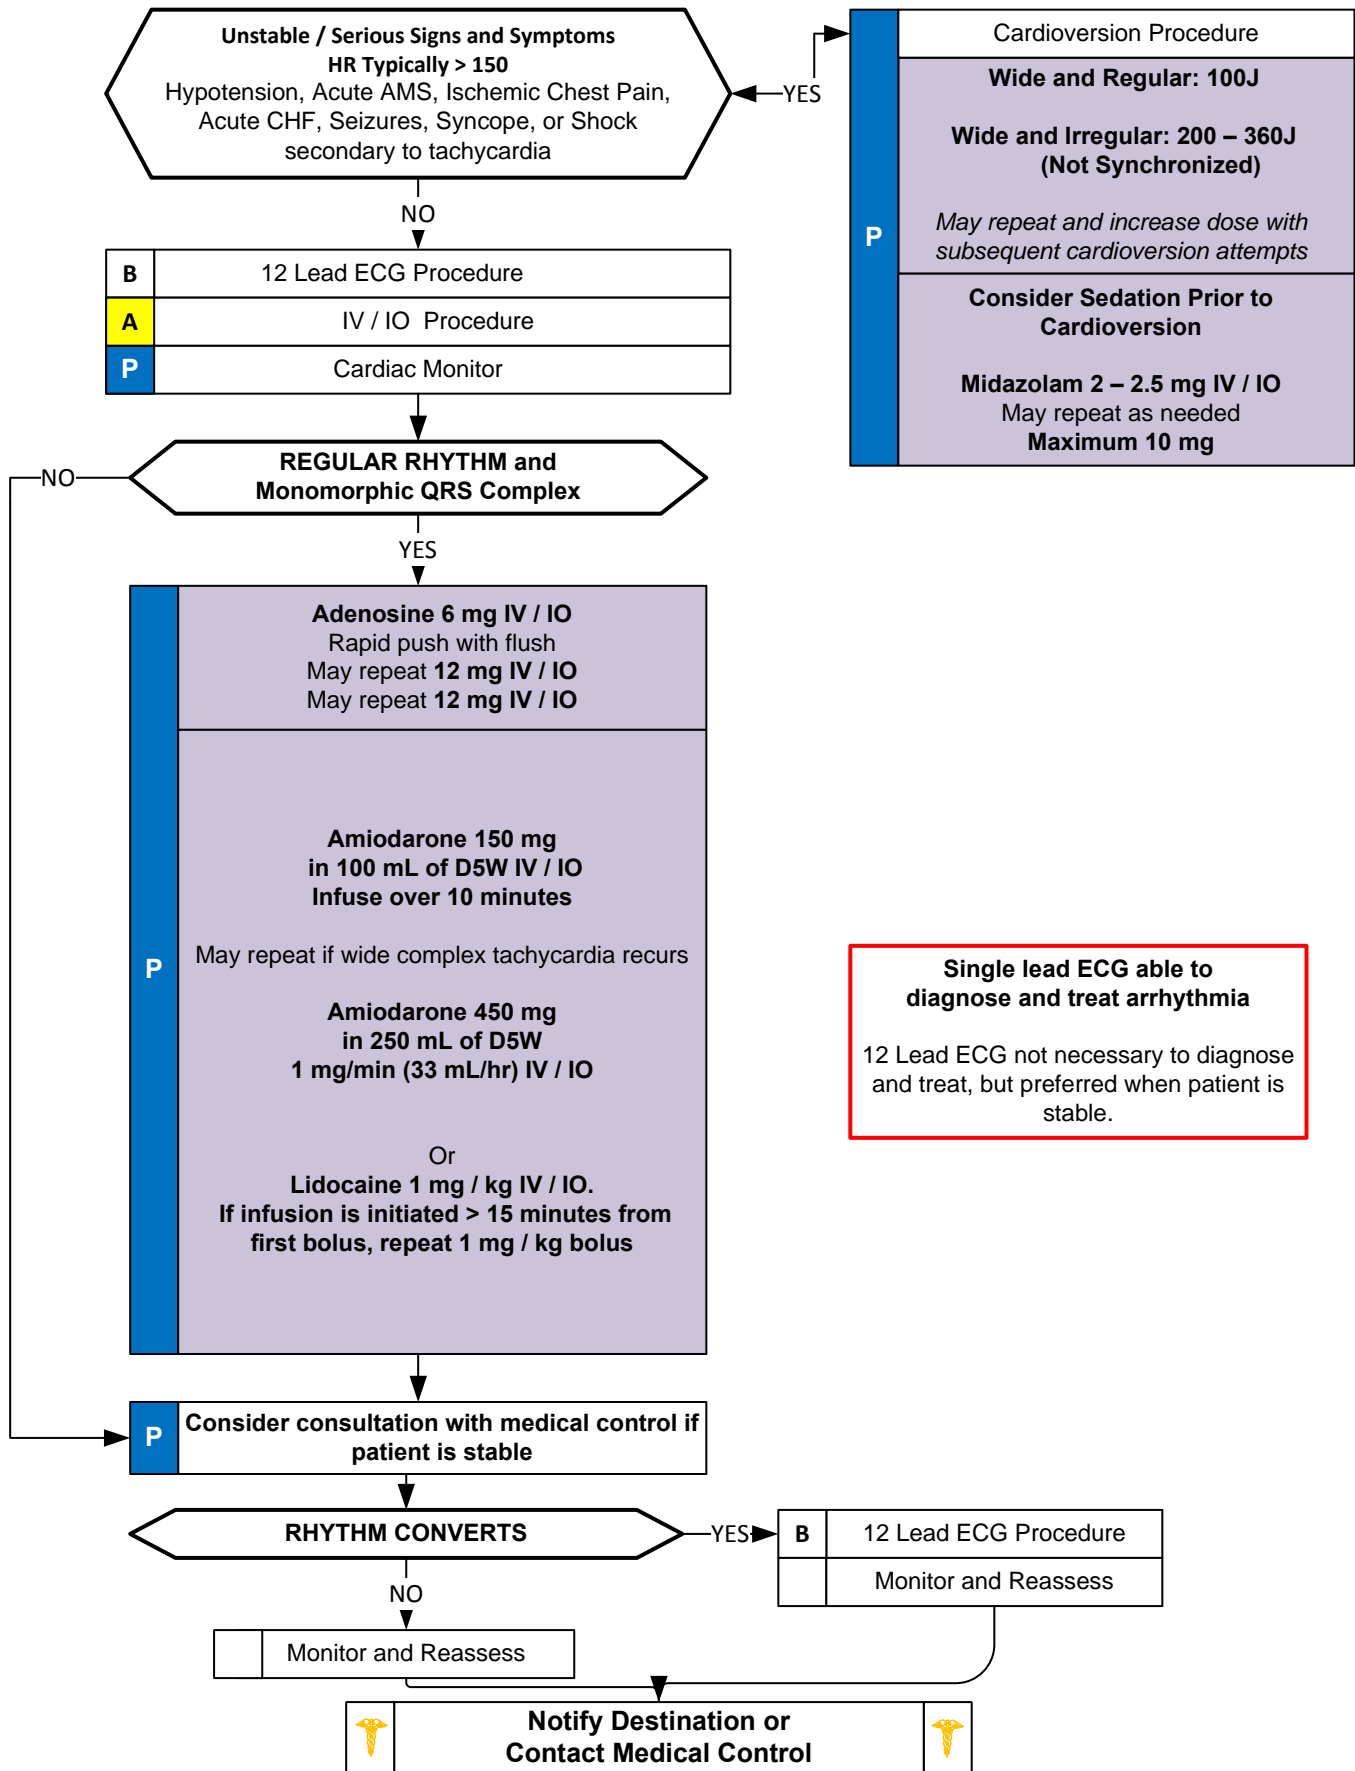 Unstable / Serious Signs and Symptoms
HR Typically > 150
Hypotension, Acute AMS, Ischemic Chest Pain,
Acute CHF, Seizures, Syncope, or Shock
secondary to tachycardia
YES
P
Cardioversion Procedure
Wide and Regular: 100J
Wide and Irregular: 200 – 360J
(Not Synchronized)
May repeat and increase dose with
subsequent cardioversion attempts
Consider Sedation Prior to
Cardioversion
Midazolam 2 – 2.5 mg IV / IO
May repeat as needed
Maximum 10 mg
NO
B 12 Lead ECG Procedure
A IV / IO Procedure
P Cardiac Monitor
REGULAR RHYTHM and
Monomorphic QRS Complex
NO
YES
P
Adenosine 6 mg IV / IO
Rapid push with flush
May repeat 12 mg IV / IO
May repeat 12 mg IV / IO
Amiodarone 150 mg
in 100 mL of D5W IV / IO
Infuse over 10 minutes
May repeat if wide complex tachycardia recurs
Amiodarone 450 mg
in 250 mL of D5W
1 mg/min (33 mL/hr) IV / IO
Or
Lidocaine 1 mg / kg IV / IO.
If infusion is initiated > 15 minutes from
first bolus, repeat 1 mg / kg bolus
Single lead ECG able to
diagnose and treat arrhythmia
12 Lead ECG not necessary to diagnose
and treat, but preferred when patient is
stable.
P
Consider consultation with medical control if
patient is stable
RHYTHM CONVERTS
YES
B 12 Lead ECG Procedure
Monitor and Reassess
NO
Monitor and Reassess
Notify Destination or
Contact Medical Control